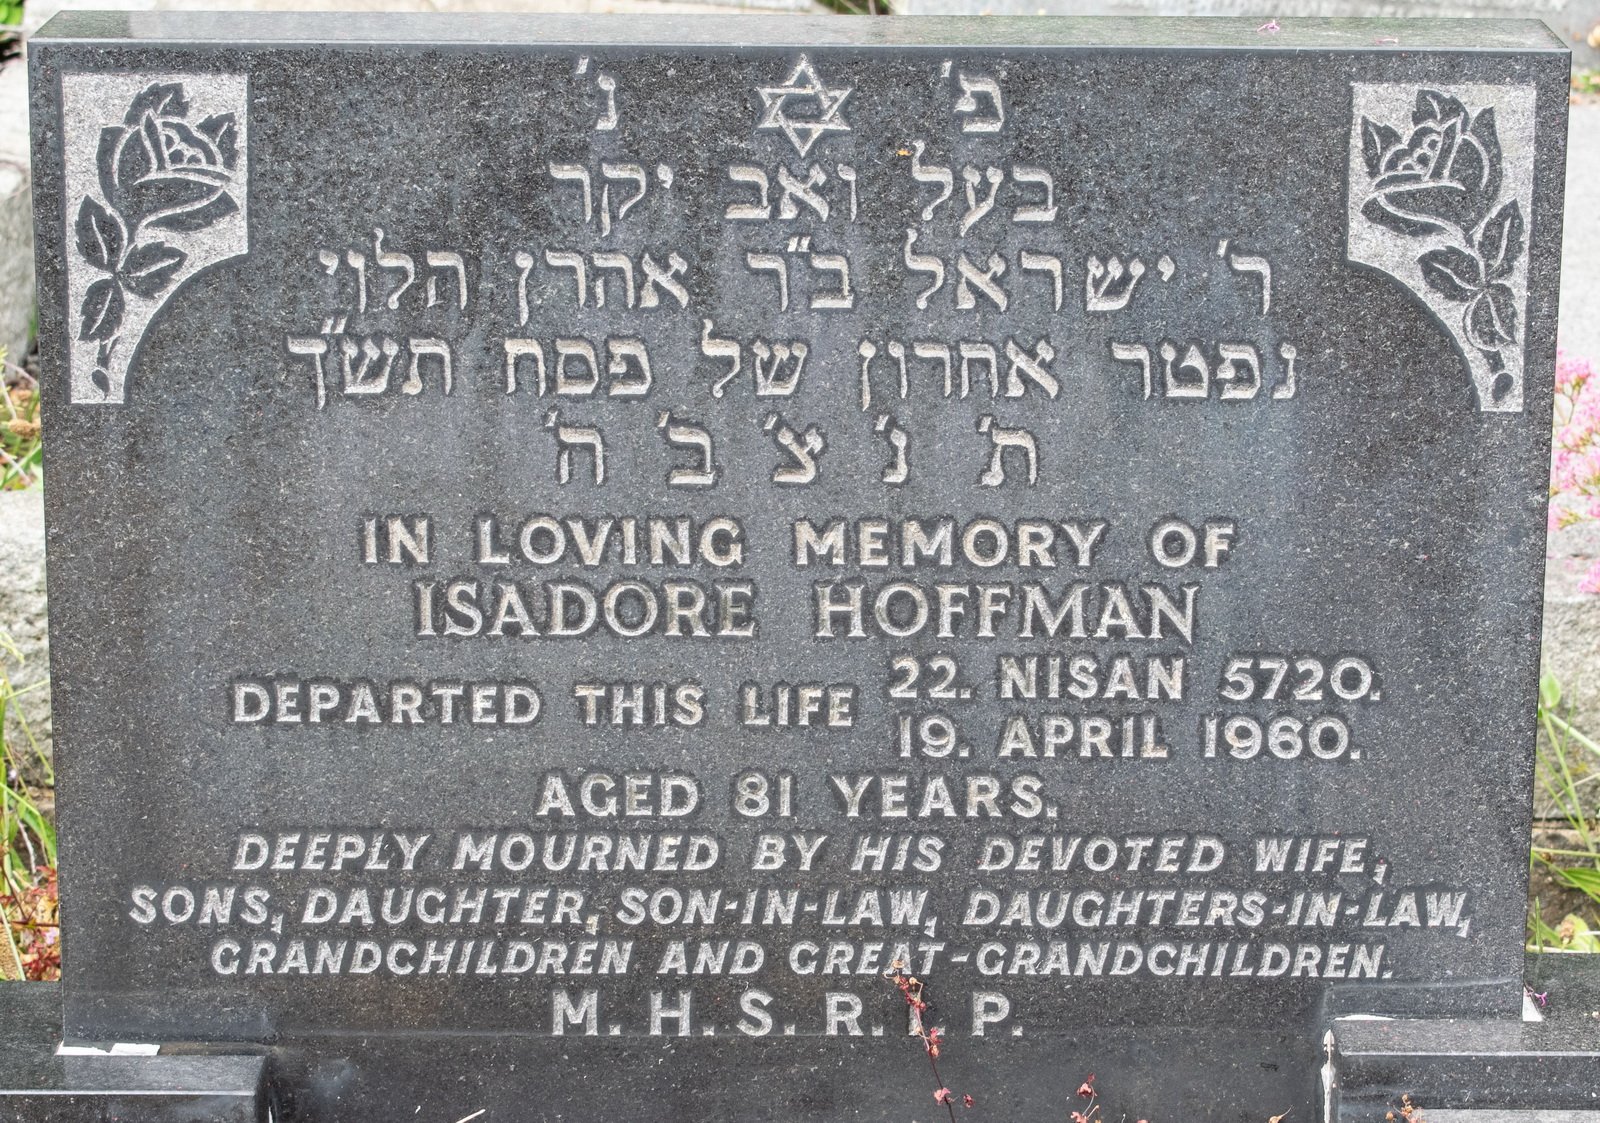 פ' נ'
בעל ואב יקר
ר' ישראל ב"ר אהרן הלוי
נפטר אחרון של פסח תש"ך
ת' נ' צ' ב' ה'
IN LOVING MEMORY OF
ISADORE HOFFMAN
DEPARTED THIS LIFE 22. NISAN 5720.
19. APRIL 1960.
AGED 81 YEARS.
DEEPLY MOURNED BY HIS DEVOTED WIFE,
SONS, DAUGHTER, SON-IN-LAW, DAUGHTERS-IN-LAW,
GRANDCHILDREN AND GREAT-GRANDCHILDREN.
M. H. S. R. I. P.